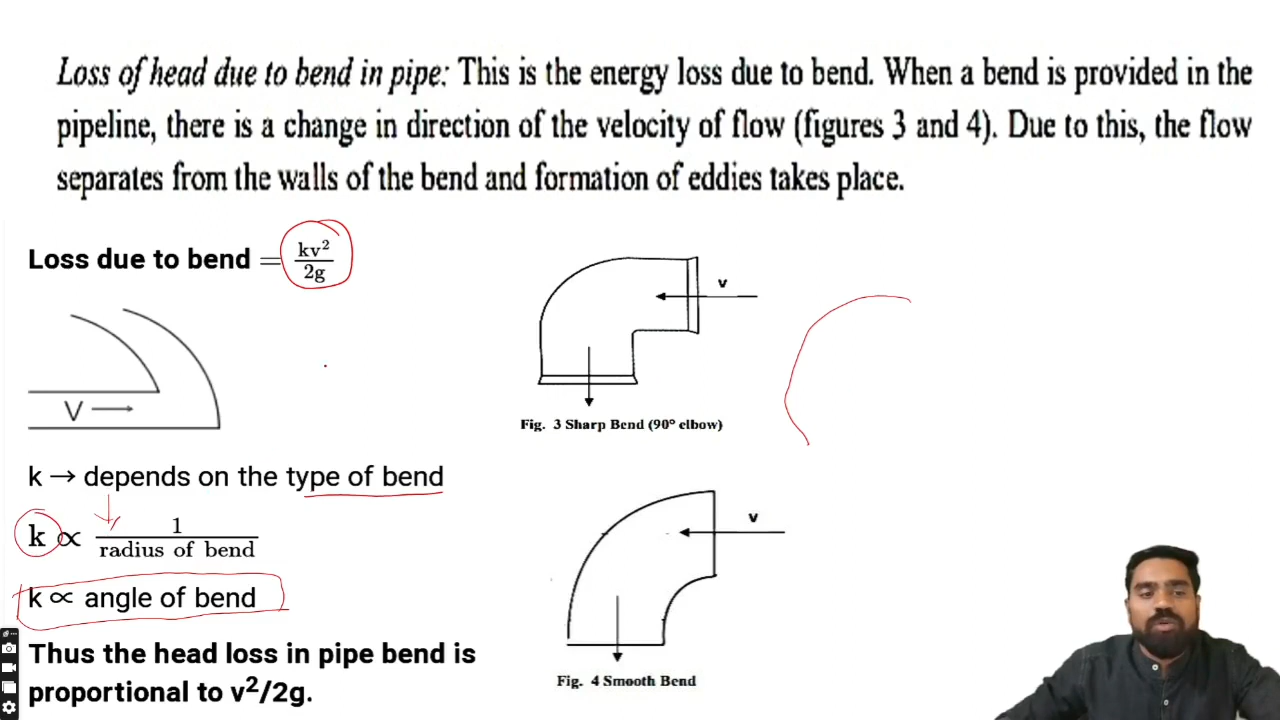 Loss of head due to bend in pipe: This is the energy loss due to bend. When a bend is provided in the
pipeline, there is a change in direction of the velocity of flow (figures 3 and 4). Due to this, the flow
separates from the walls of the bend and formation of eddies takes place.
Loss due to bend = kv²/2g
V
v
Fig. 3 Sharp Bend (90° elbow)
k → depends on the type of bend
k ∝ 1/radius of bend
k ∝ angle of bend
v
Thus the head loss in pipe bend is
proportional to v²/2g.
Fig. 4 Smooth Bend